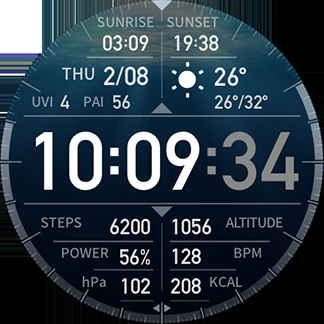 SUNRISE SUNSET
03:09 19:38
THU 2/08 26°
UVI 4 PAI 56 26°/32°
10:09:34
STEPS 6200 1056 ALTITUDE
POWER 56% 128 BPM
hPa 102 208 KCAL